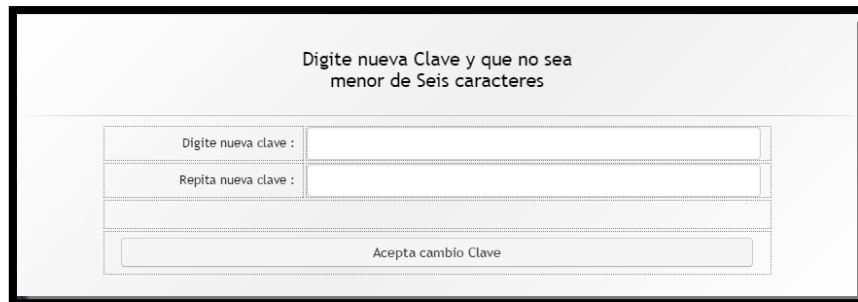 Digite nueva Clave y que no sea
menor de Seis caracteres
Digite nueva clave :
Repita nueva clave :
Acepta cambio Clave